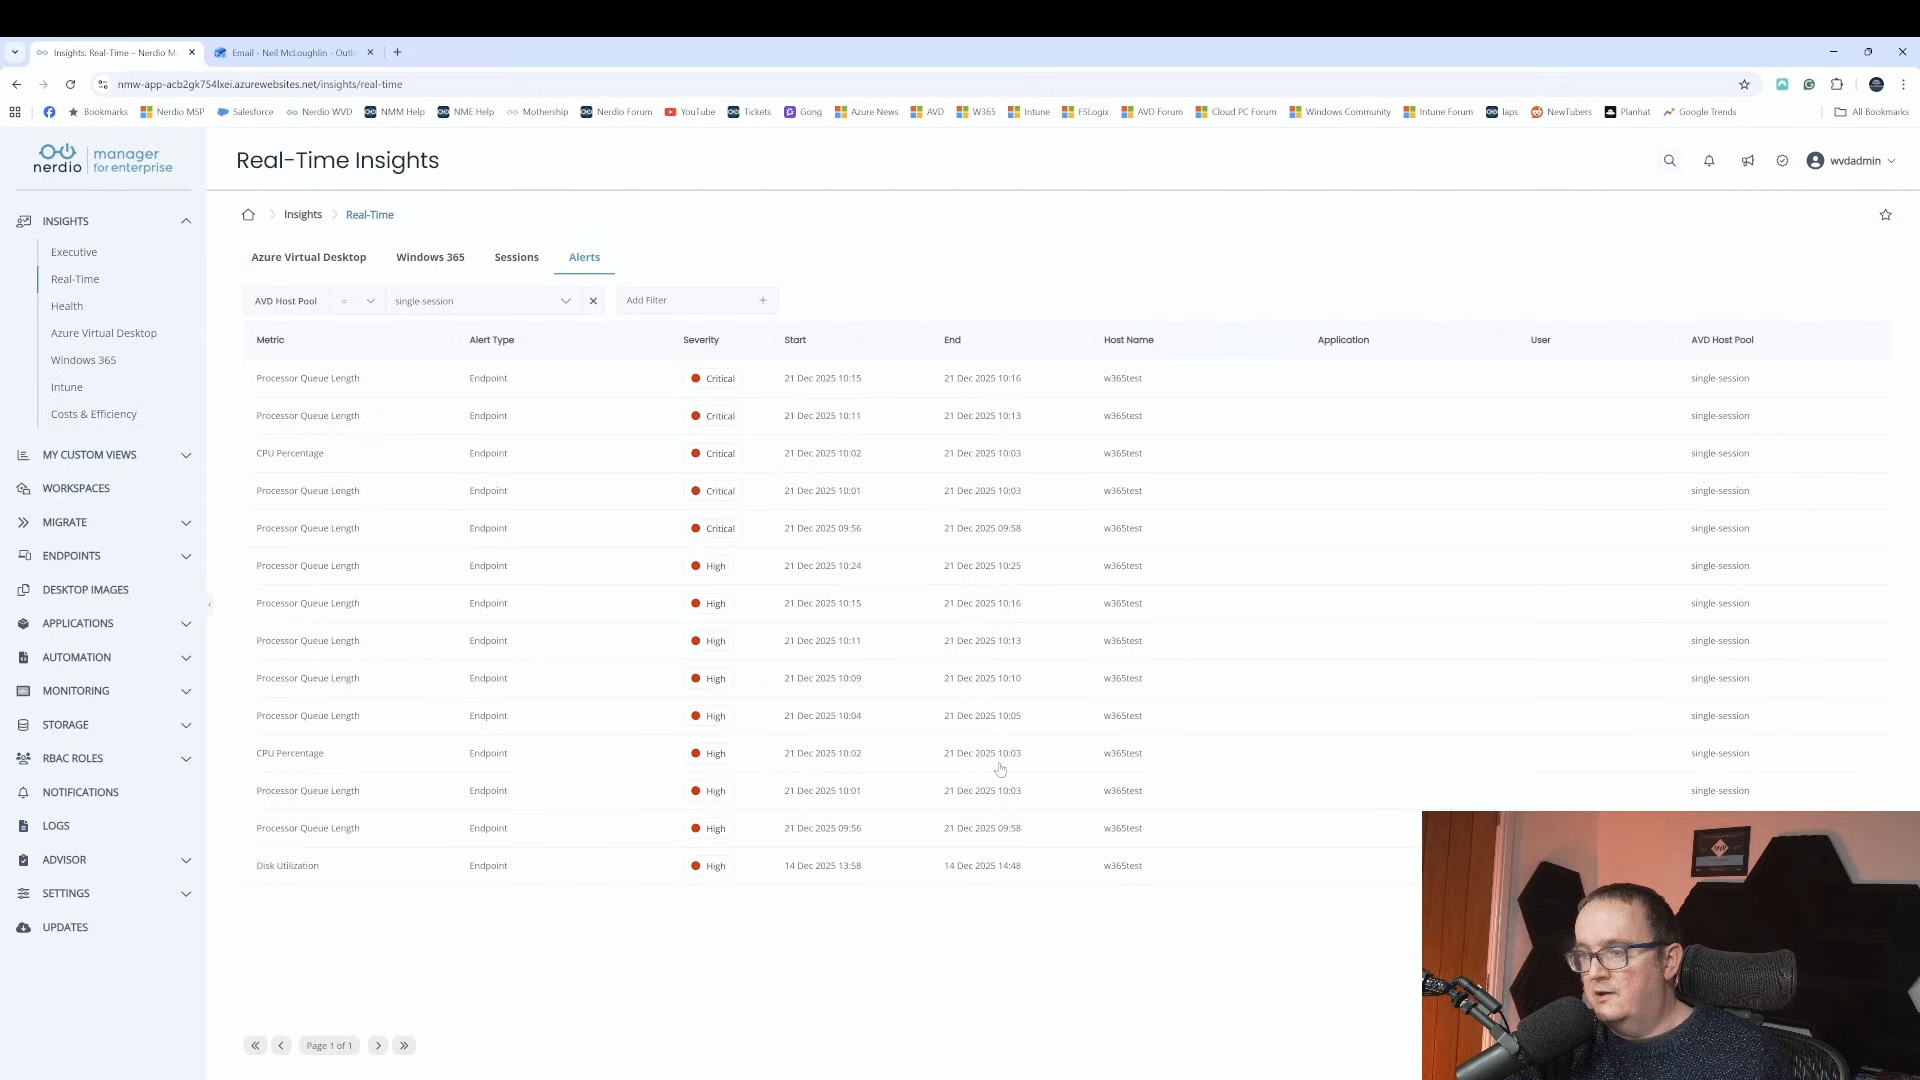 Insights: Real-Time – Nerdio M
Email - Neil McLoughlin - Outlo
nmw-app-acb2gk754lxei.azurewebsites.net/insights/real-time
Bookmarks Nerdio MSP Salesforce Nerdio WVD NMM Help NME Help Mothership Nerdio Forum YouTube Tickets Gong Azure News AVD W365 Intune FSLogix AVD Forum Cloud PC Forum Windows Community Intune Forum laps NewTubers Planhat Google Trends All Bookmarks
nerdio manager for enterprise
Real-Time Insights
wvdadmin
INSIGHTS
Executive
Real-Time
Health
Azure Virtual Desktop
Windows 365
Intune
Costs & Efficiency
MY CUSTOM VIEWS
WORKSPACES
MIGRATE
ENDPOINTS
DESKTOP IMAGES
APPLICATIONS
AUTOMATION
MONITORING
STORAGE
RBAC ROLES
NOTIFICATIONS
LOGS
ADVISOR
SETTINGS
UPDATES
Insights Real-Time
Azure Virtual Desktop Windows 365 Sessions Alerts
AVD Host Pool = single-session Add Filter +
Metric Alert Type Severity Start End Host Name Application User AVD Host Pool
Processor Queue Length Endpoint Critical 21 Dec 2025 10:15 21 Dec 2025 10:16 w365test single-session
Processor Queue Length Endpoint Critical 21 Dec 2025 10:11 21 Dec 2025 10:13 w365test single-session
CPU Percentage Endpoint Critical 21 Dec 2025 10:02 21 Dec 2025 10:03 w365test single-session
Processor Queue Length Endpoint Critical 21 Dec 2025 10:01 21 Dec 2025 10:03 w365test single-session
Processor Queue Length Endpoint Critical 21 Dec 2025 09:56 21 Dec 2025 09:58 w365test single-session
Processor Queue Length Endpoint High 21 Dec 2025 10:24 21 Dec 2025 10:25 w365test single-session
Processor Queue Length Endpoint High 21 Dec 2025 10:15 21 Dec 2025 10:16 w365test single-session
Processor Queue Length Endpoint High 21 Dec 2025 10:11 21 Dec 2025 10:13 w365test single-session
Processor Queue Length Endpoint High 21 Dec 2025 10:09 21 Dec 2025 10:10 w365test single-session
Processor Queue Length Endpoint High 21 Dec 2025 10:04 21 Dec 2025 10:05 w365test single-session
CPU Percentage Endpoint High 21 Dec 2025 10:02 21 Dec 2025 10:03 w365test single-session
Processor Queue Length Endpoint High 21 Dec 2025 10:01 21 Dec 2025 10:03 w365test single-session
Processor Queue Length Endpoint High 21 Dec 2025 09:56 21 Dec 2025 09:58 w365test
Disk Utilization Endpoint High 14 Dec 2025 13:58 14 Dec 2025 14:48 w365test
Page 1 of 1
MVP